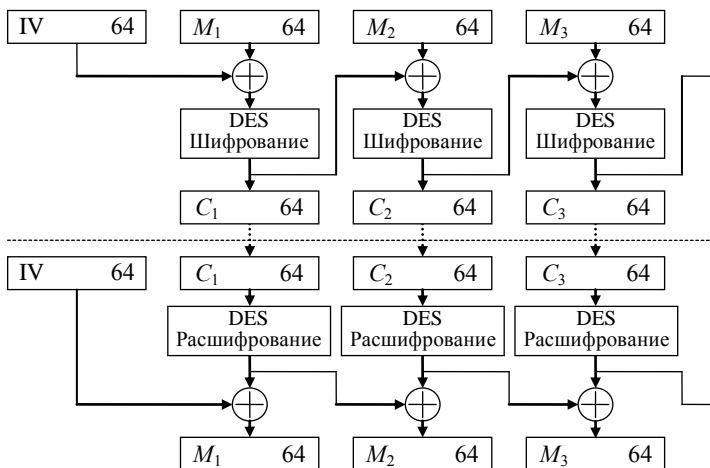 IV 64 M₁ 64 M₂ 64 M₃ 64
DES DES DES
Шифрование Шифрование Шифрование
C₁ 64 C₂ 64 C₃ 64
IV 64 C₁ 64 C₂ 64 C₃ 64
DES DES DES
Расшифрование Расшифрование Расшифрование
M₁ 64 M₂ 64 M₃ 64